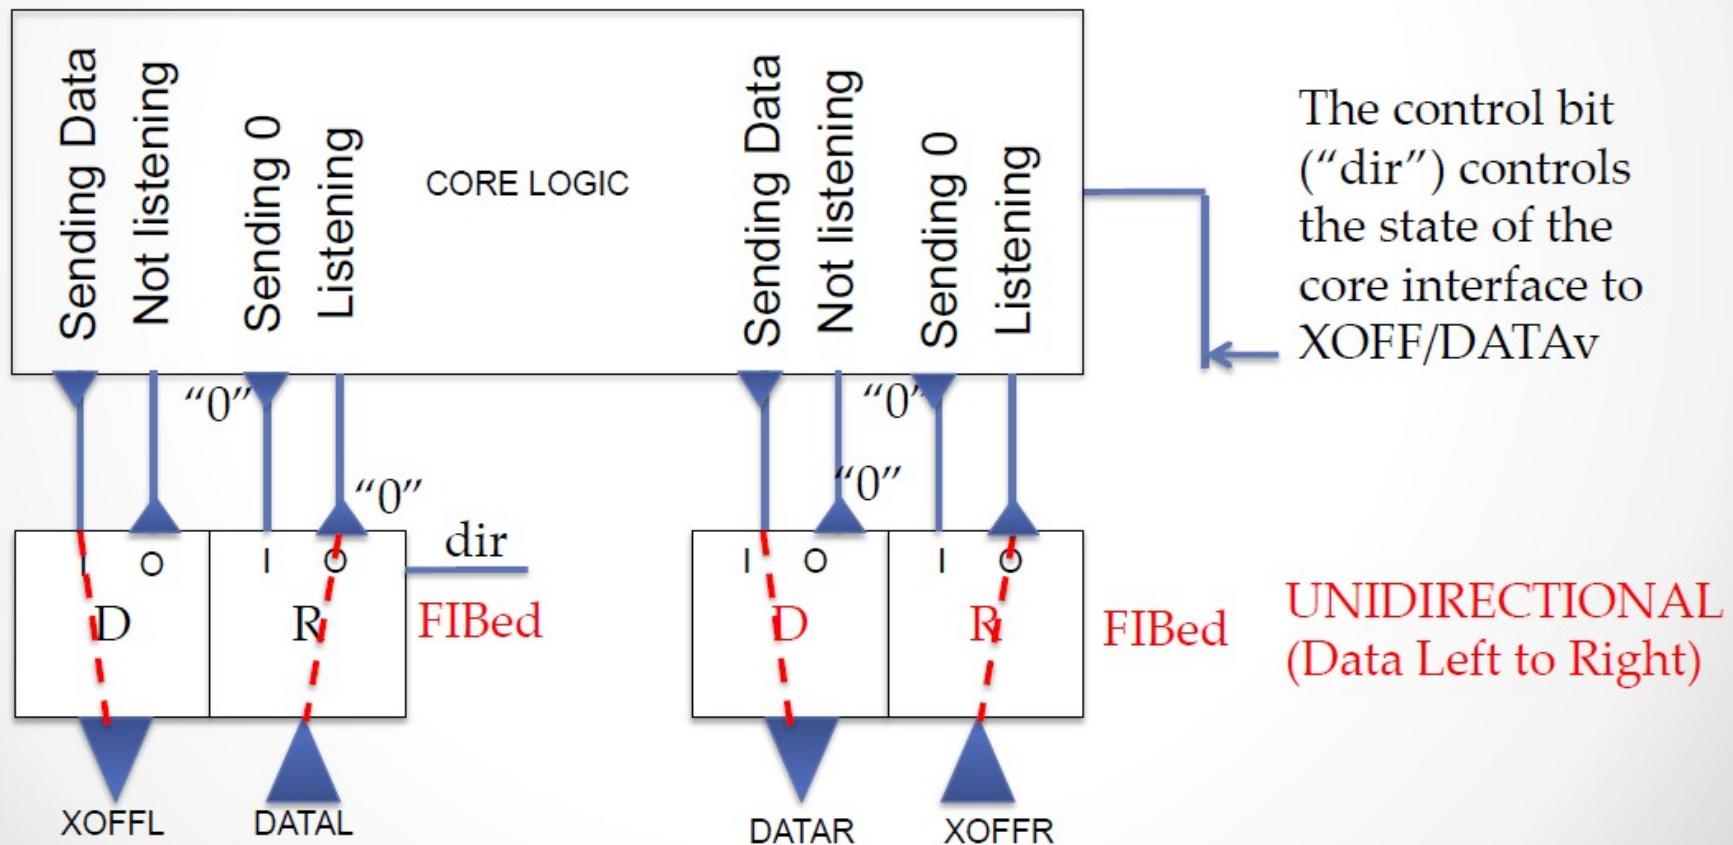 Sending Data
Not listening
Sending 0
Listening
CORE LOGIC
Sending Data
Not listening
Sending 0
Listening
The control bit
(“dir”) controls
the state of the
core interface to
XOFF/DATAv
“0”
“0”
“0”
“0”
I O I O
dir
D R
FIBed
I O I O
D R
FIBed
UNIDIRECTIONAL
(Data Left to Right)
XOFFL DATAL
DATAR XOFFR